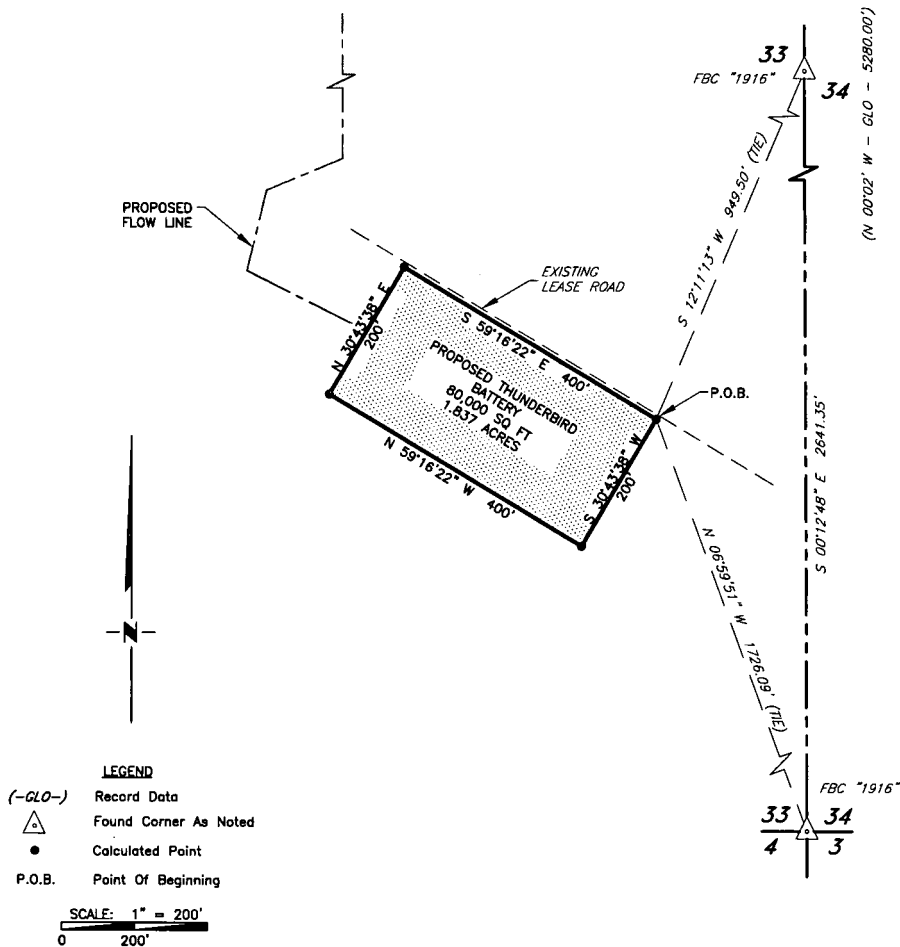 33
FBC "1916"
34
(N 00°02' W - GLO - 5280.00')
S 12°11'13" W 949.50' (TIE)
PROPOSED
FLOW LINE
EXISTING
LEASE ROAD
N 30°43'38" E
200'
S 59°16'22" E 400'
PROPOSED THUNDERBIRD
BATTERY
80,000 SQ FT
1.837 ACRES
P.O.B.
S 30°43'38" W
200'
N 59°16'22" W 400'
S 00°12'48" E 2641.35'
N 06°59'51" W 1726.09' (TIE)
N
FBC "1916"
33 34
4 3
LEGEND
(-GLO-) Record Data
Found Corner As Noted
Calculated Point
P.O.B. Point Of Beginning
SCALE: 1" = 200'
0 200'